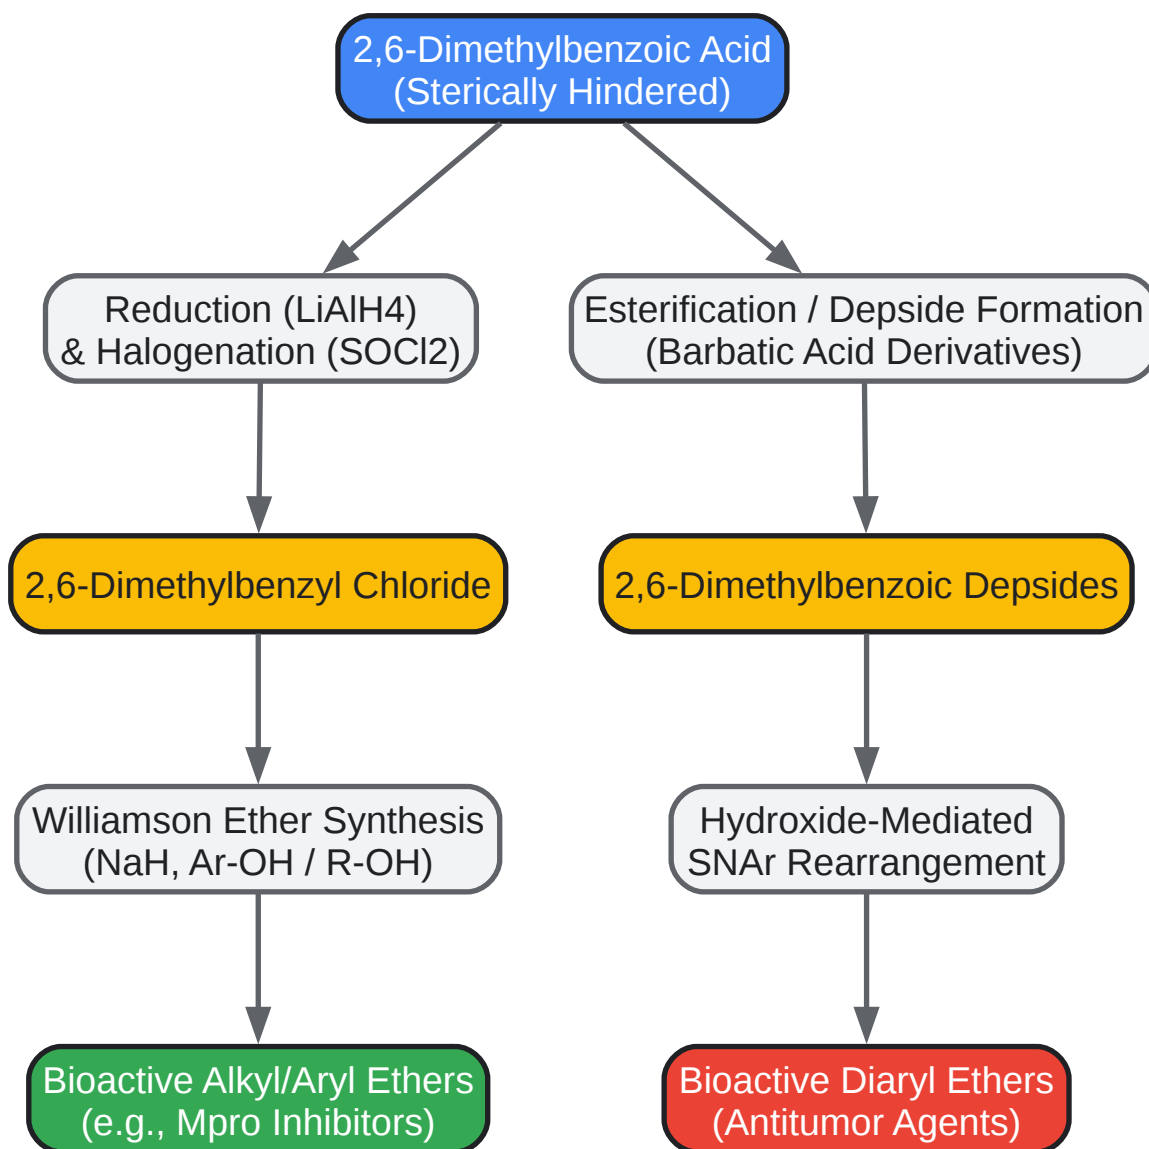 2,6-Dimethylbenzoic Acid
(Sterically Hindered)
Reduction (LiAlH4)
& Halogenation (SOCl2)
Esterification / Depside Formation
(Barbatic Acid Derivatives)
2,6-Dimethylbenzyl Chloride
2,6-Dimethylbenzoic Depsides
Williamson Ether Synthesis
(NaH, Ar-OH / R-OH)
Hydroxide-Mediated
SNAr Rearrangement
Bioactive Alkyl/Aryl Ethers
(e.g., Mpro Inhibitors)
Bioactive Diaryl Ethers
(Antitumor Agents)